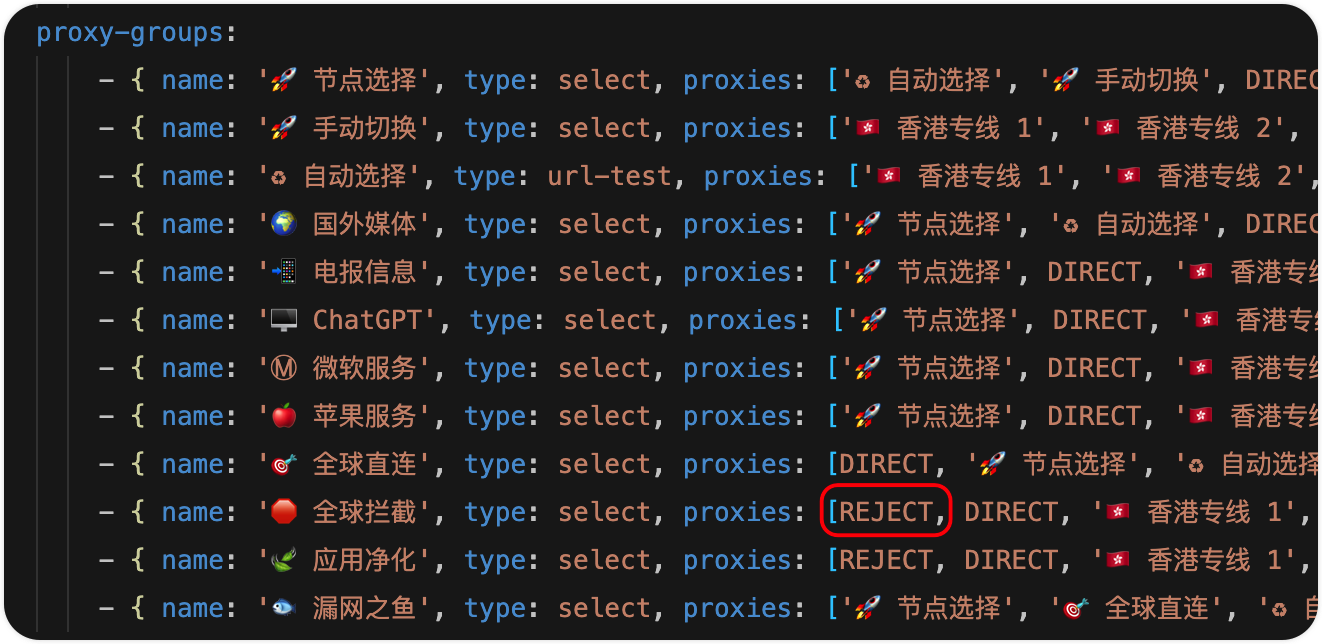 proxy-groups:
- { name: '🚀 节点选择', type: select, proxies: ['♻ 自动选择', '🚀 手动切换', DIREC
- { name: '🚀 手动切换', type: select, proxies: ['🇭🇰 香港专线 1', '🇭🇰 香港专线 2',
- { name: '♻ 自动选择', type: url-test, proxies: ['🇭🇰 香港专线 1', '🇭🇰 香港专线 2',
- { name: '🌍 国外媒体', type: select, proxies: ['🚀 节点选择', '♻ 自动选择', DIREC
- { name: '📲 电报信息', type: select, proxies: ['🚀 节点选择', DIRECT, '🇭🇰 香港专线
- { name: '🖥 ChatGPT', type: select, proxies: ['🚀 节点选择', DIRECT, '🇭🇰 香港专
- { name: 'Ⓜ 微软服务', type: select, proxies: ['🚀 节点选择', DIRECT, '🇭🇰 香港专线
- { name: '🍎 苹果服务', type: select, proxies: ['🚀 节点选择', DIRECT, '🇭🇰 香港专线
- { name: '🎯 全球直连', type: select, proxies: [DIRECT, '🚀 节点选择', '♻ 自动选择
- { name: '🛑 全球拦截', type: select, proxies: [REJECT, DIRECT, '🇭🇰 香港专线 1',
- { name: '🍃 应用净化', type: select, proxies: [REJECT, DIRECT, '🇭🇰 香港专线 1',
- { name: '🐟 漏网之鱼', type: select, proxies: ['🚀 节点选择', '🎯 全球直连', '♻ 自